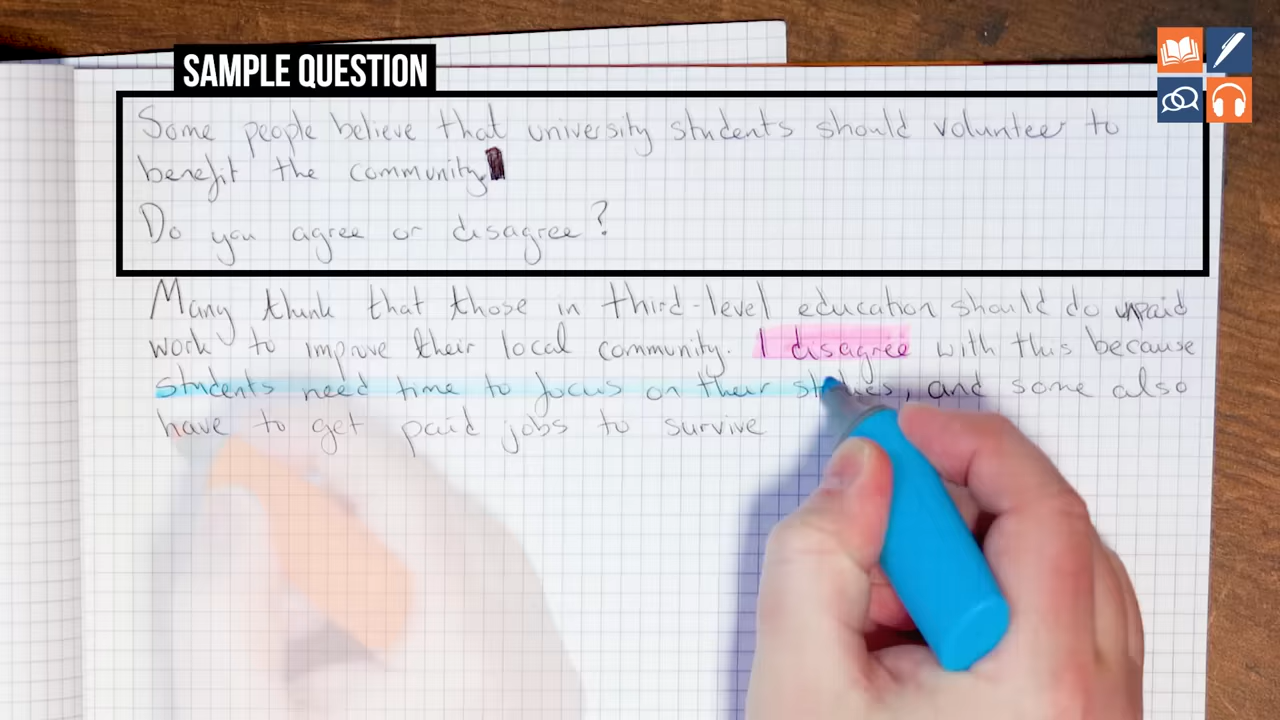 SAMPLE QUESTION
Some people believe that university students should volunteer to
benefit the community.
Do you agree or disagree?
Many think that those in third-level education should do unpaid
work to improve their local community. I disagree with this because
students need time to focus on their studies, and some also
have to get paid jobs to survive